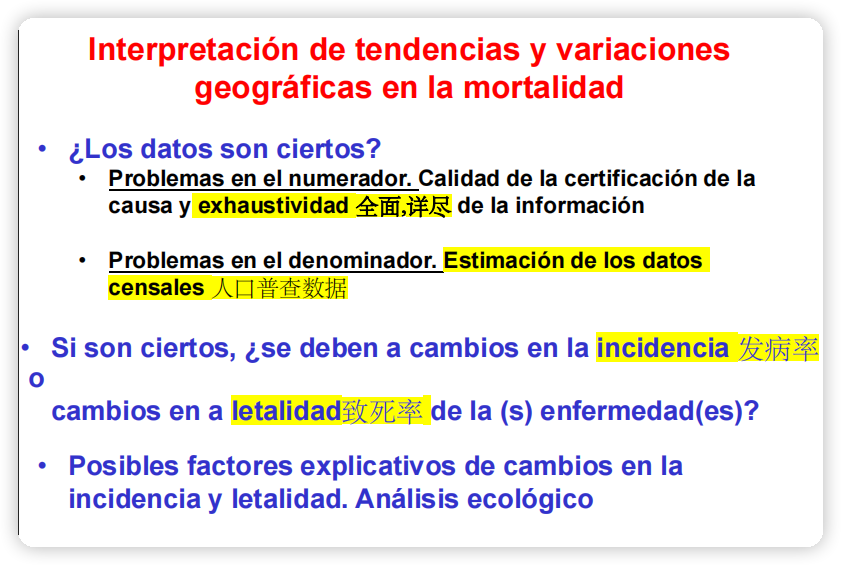 Interpretación de tendencias y variaciones
geográficas en la mortalidad
• ¿Los datos son ciertos?
• Problemas en el numerador. Calidad de la certificación de la
causa y exhaustividad 全面,详尽 de la información
• Problemas en el denominador. Estimación de los datos
censales 人口普查数据
• Si son ciertos, ¿se deben a cambios en la incidencia 发病率
o
cambios en a letalidad致死率 de la (s) enfermedad(es)?
• Posibles factores explicativos de cambios en la
incidencia y letalidad. Análisis ecológico